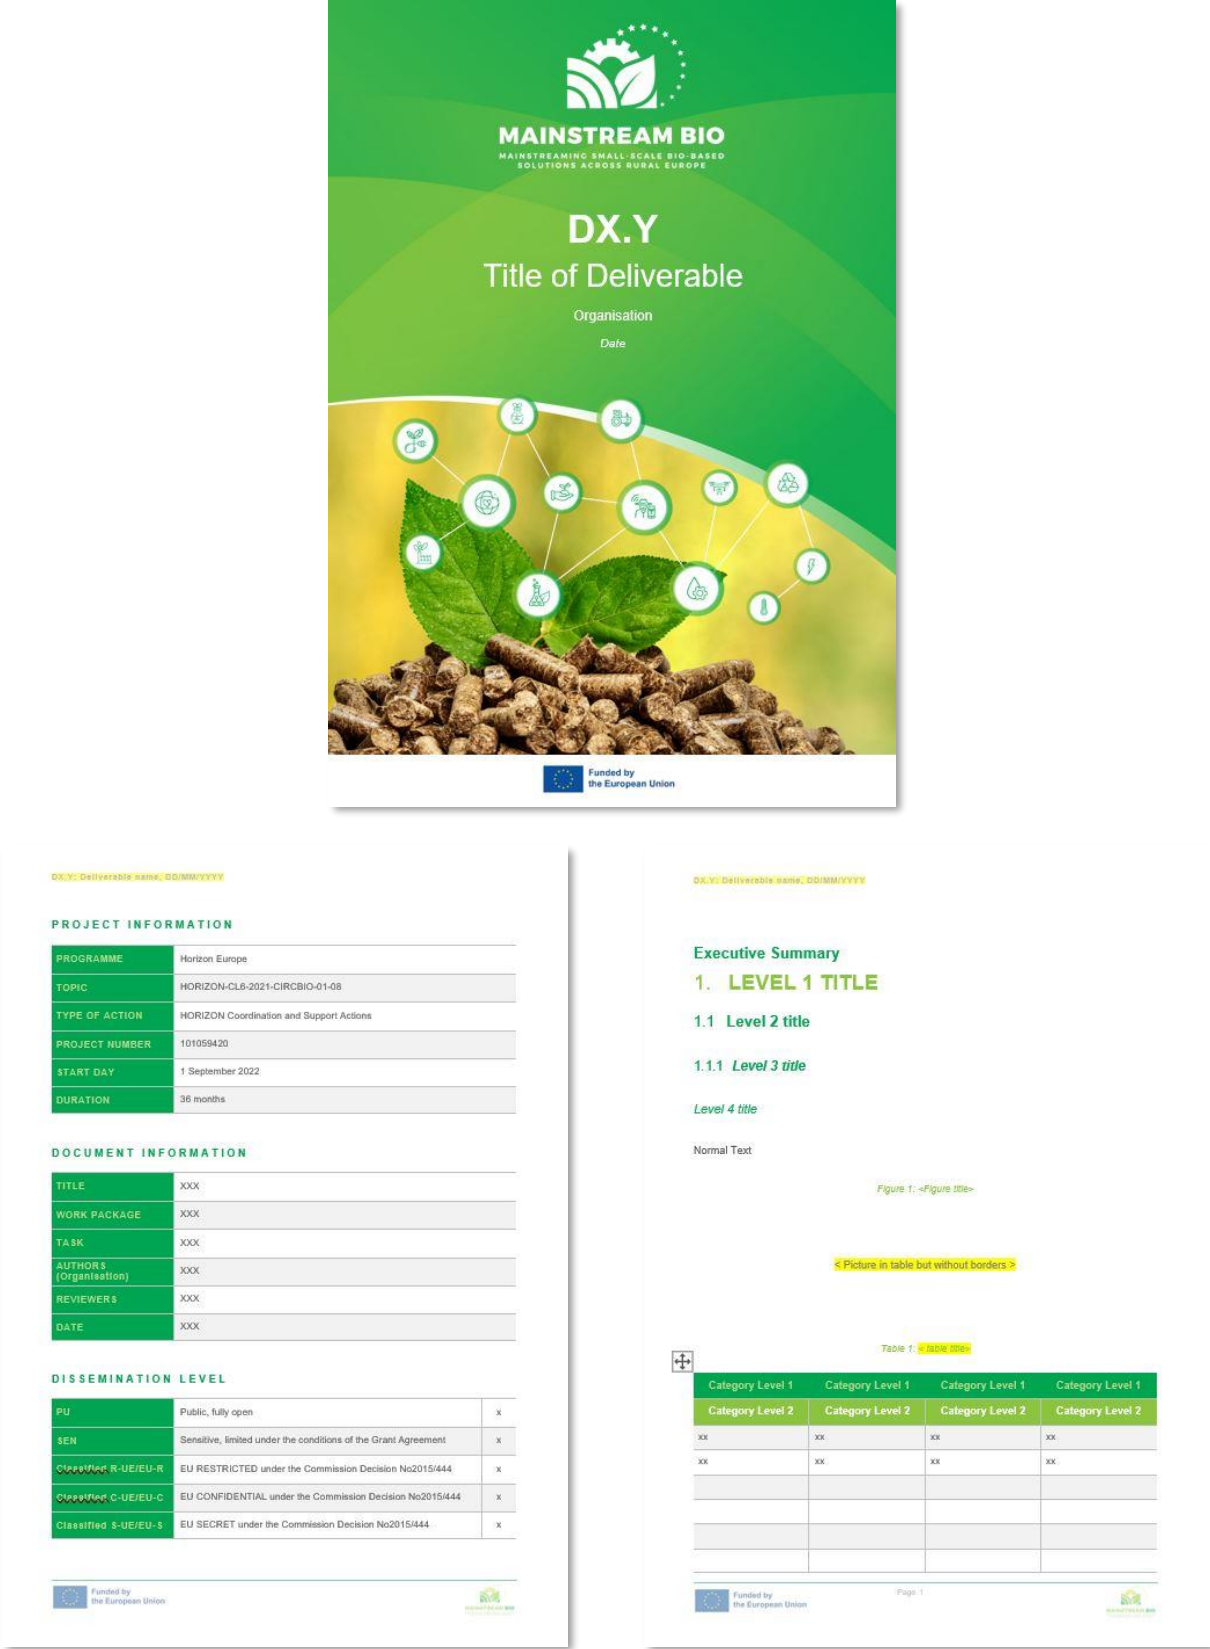 MAINSTREAM BIO
MAINSTREAMING SMALL-SCALE BIO-BASED
SOLUTIONS ACROSS RURAL EUROPE
DX.Y
Title of Deliverable
Organisation
Date
Funded by
the European Union
DX.Y: Deliverable name, DD/MM/YYYY
PROJECT INFORMATION
PROGRAMME Horizon Europe
TOPIC HORIZON-CL6-2021-CIRCBIO-01-08
TYPE OF ACTION HORIZON Coordination and Support Actions
PROJECT NUMBER 101059420
START DAY 1 September 2022
DURATION 36 months
DOCUMENT INFORMATION
TITLE XXX
WORK PACKAGE XXX
TASK XXX
AUTHORS
(Organisation) XXX
REVIEWERS XXX
DATE XXX
DISSEMINATION LEVEL
PU Public, fully open x
SEN Sensitive, limited under the conditions of the Grant Agreement x
Classified R-UE/EU-R EU RESTRICTED under the Commission Decision No2015/444 x
Classified C-UE/EU-C EU CONFIDENTIAL under the Commission Decision No2015/444 x
Classified S-UE/EU-S EU SECRET under the Commission Decision No2015/444 x
Funded by
the European Union
MAINSTREAM BIO
DX.Y: Deliverable name, DD/MM/YYYY
Executive Summary
1. LEVEL 1 TITLE
1.1 Level 2 title
1.1.1 Level 3 title
Level 4 title
Normal Text
Figure 1: <Figure title>
< Picture in table but without borders >
Table 1: < table title>
Category Level 1 Category Level 1 Category Level 1 Category Level 1
Category Level 2 Category Level 2 Category Level 2 Category Level 2
xx xx xx xx
xx xx xx xx
Page 1
Funded by
the European Union
MAINSTREAM BIO